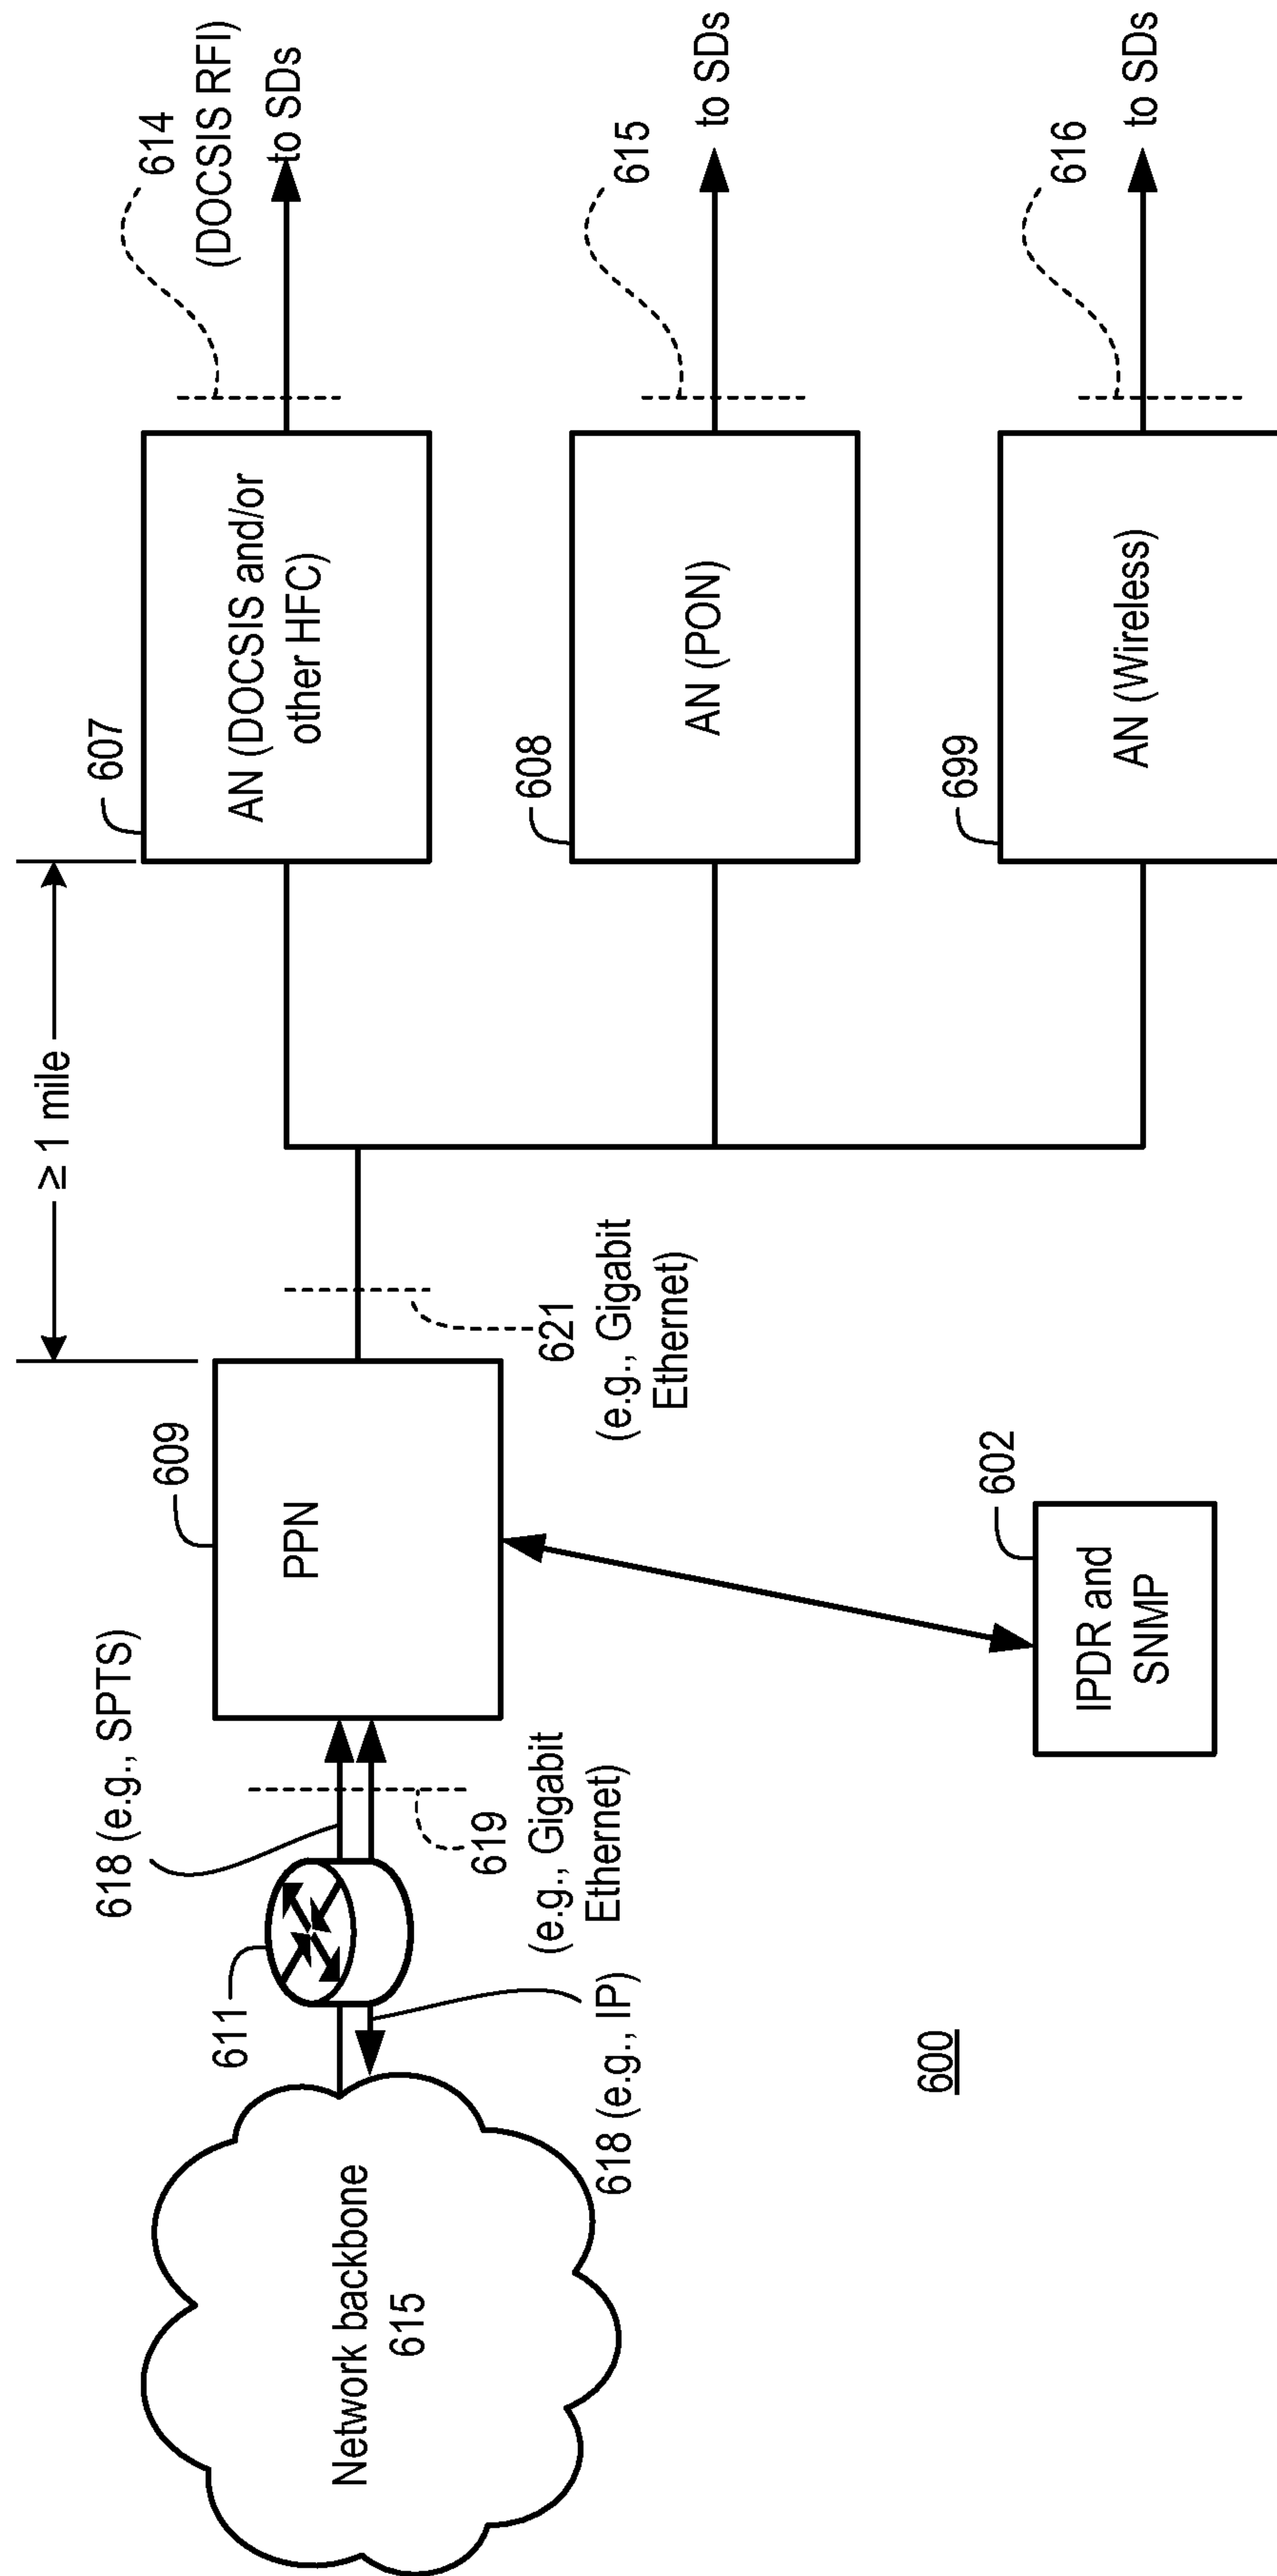 ≥ 1 mile
607
AN (DOCSIS and/or
other HFC)
614
(DOCSIS RFI)
to SDs
608
AN (PON)
615
to SDs
699
AN (Wireless)
616
to SDs
609
PPN
621
(e.g., Gigabit
Ethernet)
618 (e.g., SPTS)
611
619
(e.g., Gigabit
Ethernet)
618 (e.g., IP)
Network backbone
615
602
IPDR and
SNMP
600